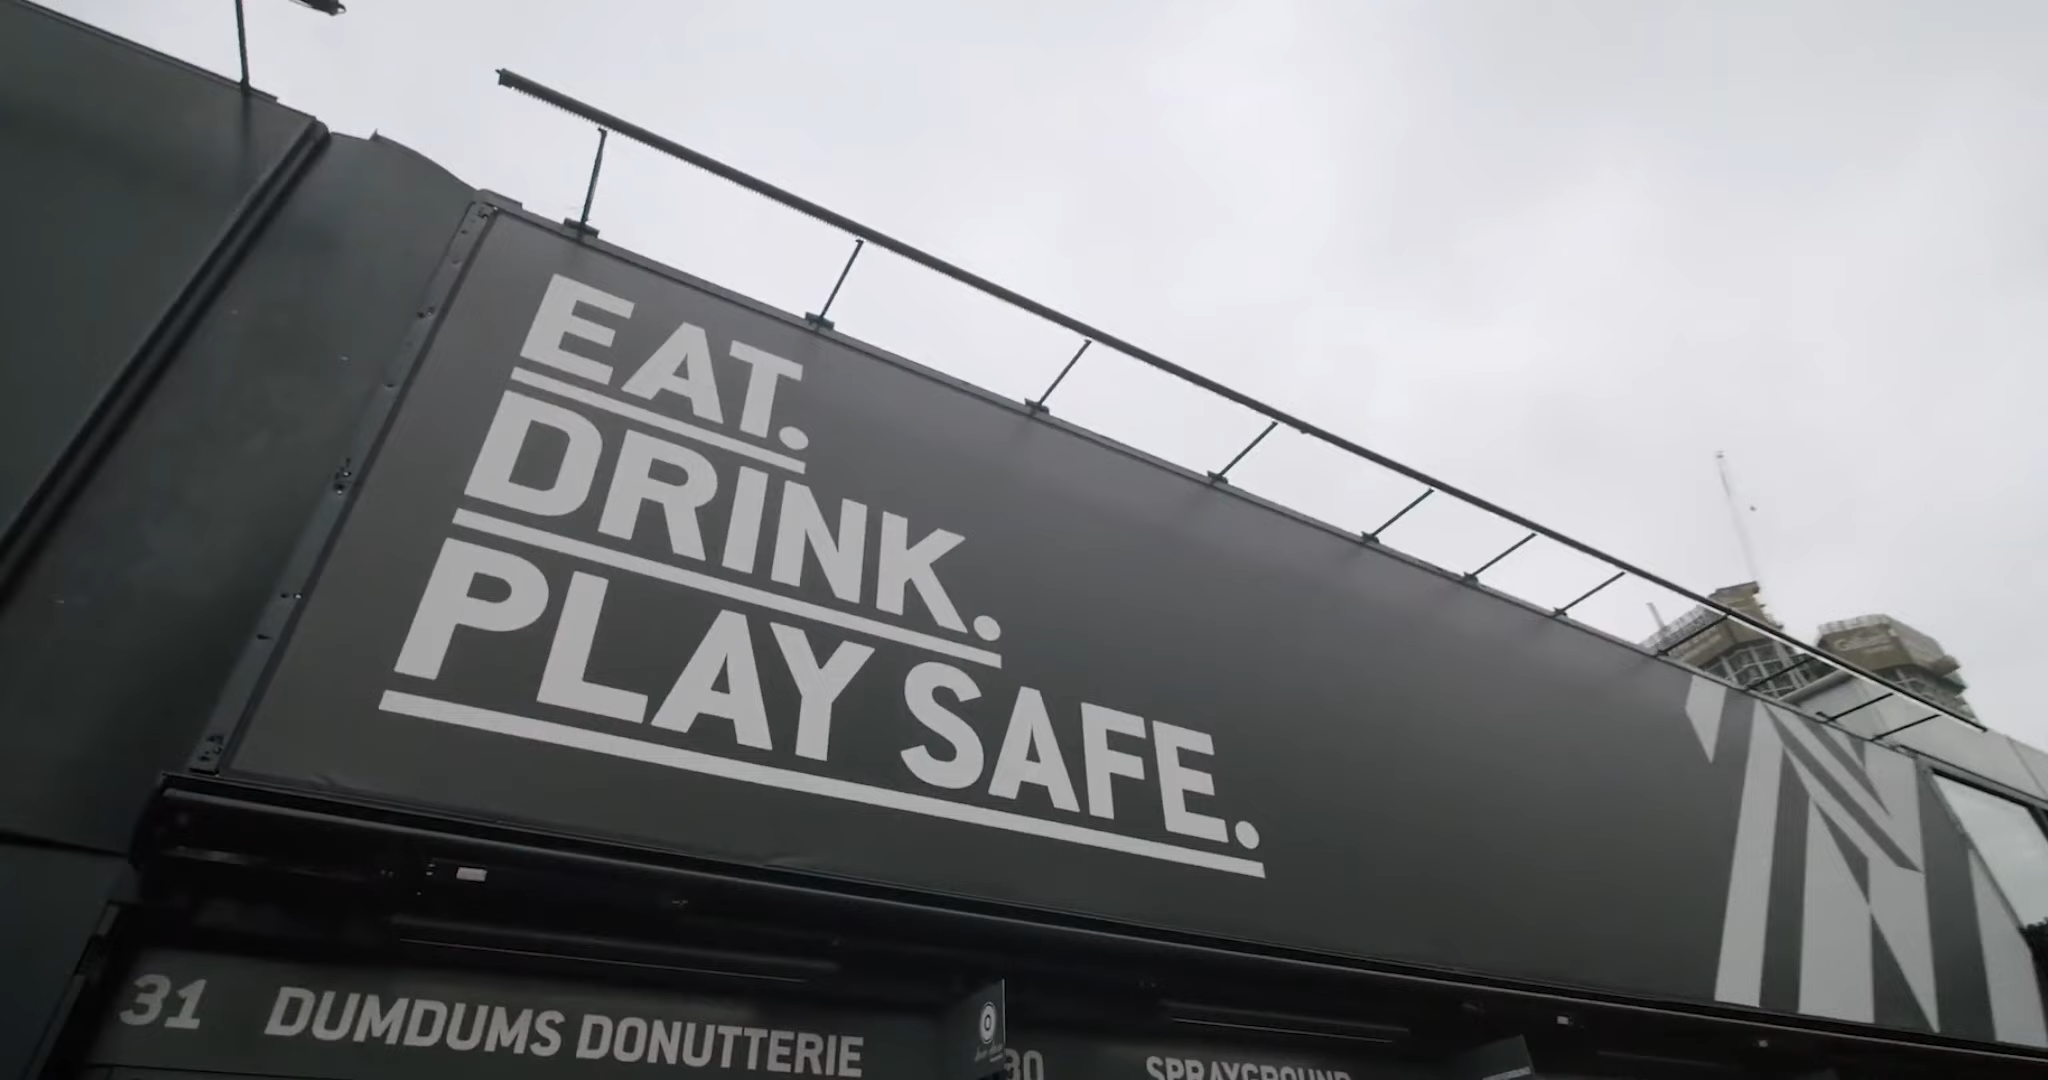 EAT.
DRINK.
PLAY SAFE.
31 DUMDUMS DONUTTERIE
30 SPRAYGROUND